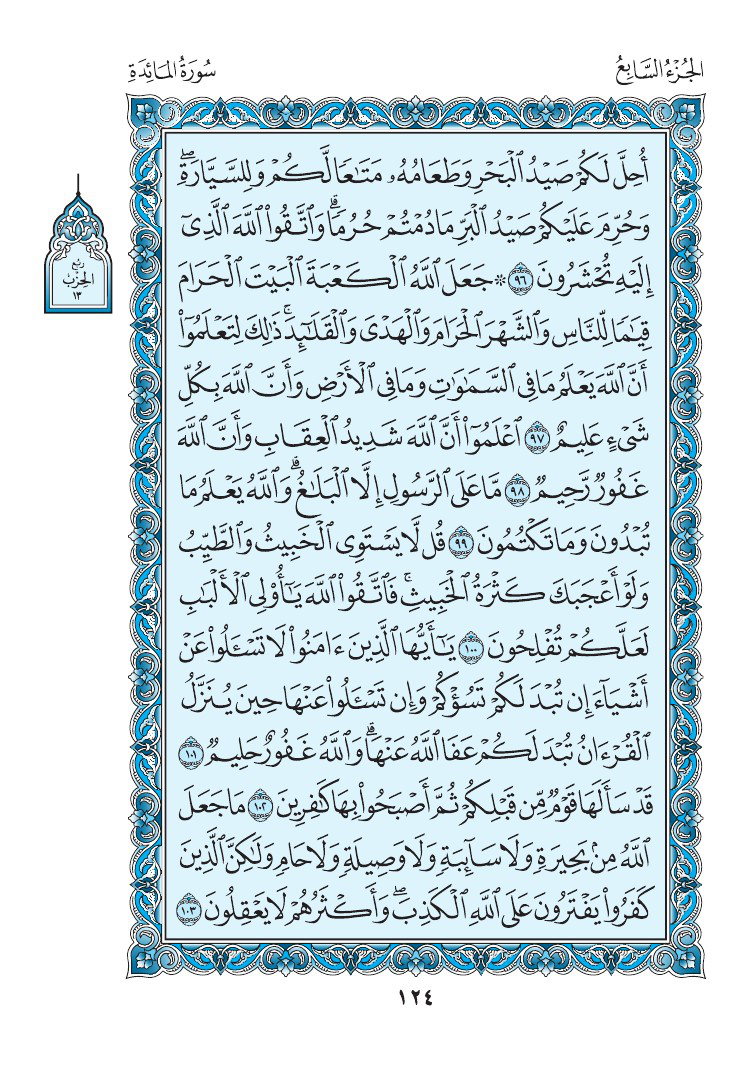 الجُزْءُ السَّابِعُ
سُورَةُ المَائِدَةِ
أُحِلَّ لَكُمْ صَيْدُ ٱلْبَحْرِ وَطَعَامُهُۥ مَتَٰعًا لَّكُمْ وَلِلسَّيَّارَةِۖ
وَحُرِّمَ عَلَيْكُمْ صَيْدُ ٱلْبَرِّ مَا دُمْتُمْ حُرُمًاۗ وَٱتَّقُوا۟ ٱللَّهَ ٱلَّذِىٓ
إِلَيْهِ تُحْشَرُونَ ٩٦ ۞ جَعَلَ ٱللَّهُ ٱلْكَعْبَةَ ٱلْبَيْتَ ٱلْحَرَامَ
قِيَٰمًا لِّلنَّاسِ وَٱلشَّهْرَ ٱلْحَرَامَ وَٱلْهَدْىَ وَٱلْقَلَٰٓئِدَۚ ذَٰلِكَ لِتَعْلَمُوٓا۟
أَنَّ ٱللَّهَ يَعْلَمُ مَا فِى ٱلسَّمَٰوَٰتِ وَمَا فِى ٱلْأَرْضِ وَأَنَّ ٱللَّهَ بِكُلِّ
شَىْءٍ عَلِيمٌ ٩٧ ٱعْلَمُوٓا۟ أَنَّ ٱللَّهَ شَدِيدُ ٱلْعِقَابِ وَأَنَّ ٱللَّهَ
غَفُورٌ رَّحِيمٌ ٩٨ مَّا عَلَى ٱلرَّسُولِ إِلَّا ٱلْبَلَٰغُۗ وَٱللَّهُ يَعْلَمُ مَا
تُبْدُونَ وَمَا تَكْتُمُونَ ٩٩ قُل لَّا يَسْتَوِى ٱلْخَبِيثُ وَٱلطَّيِّبُ
وَلَوْ أَعْجَبَكَ كَثْرَةُ ٱلْخَبِيثِۚ فَٱتَّقُوا۟ ٱللَّهَ يَٰٓأُو۟لِى ٱلْأَلْبَٰبِ
لَعَلَّكُمْ تُفْلِحُونَ ١٠٠ يَٰٓأَيُّهَا ٱلَّذِينَ ءَامَنُوا۟ لَا تَسْـَٔلُوا۟ عَنْ
أَشْيَآءَ إِن تُبْدَ لَكُمْ تَسُؤْكُمْ وَإِن تَسْـَٔلُوا۟ عَنْهَا حِينَ يُنَزَّلُ
ٱلْقُرْءَانُ تُبْدَ لَكُمْ عَفَا ٱللَّهُ عَنْهَاۗ وَٱللَّهُ غَفُورٌ حَلِيمٌ ١٠١
قَدْ سَأَلَهَا قَوْمٌ مِّن قَبْلِكُمْ ثُمَّ أَصْبَحُوا۟ بِهَا كَٰفِرِينَ ١٠٢ مَا جَعَلَ
ٱللَّهُ مِنۢ بَحِيرَةٍ وَلَا سَآئِبَةٍ وَلَا وَصِيلَةٍ وَلَا حَامٍ وَلَٰكِنَّ ٱلَّذِينَ
كَفَرُوا۟ يَفْتَرُونَ عَلَى ٱللَّهِ ٱلْكَذِبَۖ وَأَكْثَرُهُمْ لَا يَعْقِلُونَ ١٠٣
رُبْع
الحِزْب
١٣
١٢٤